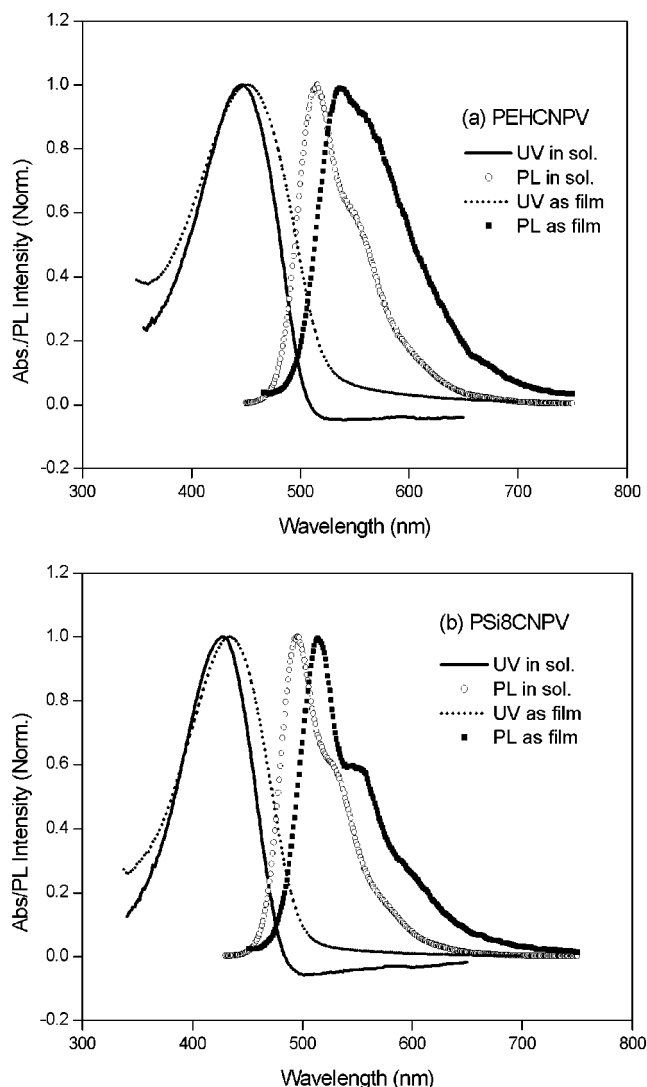 1.2
1.0
0.8
0.6
0.4
0.2
0.0
-0.2
Abs./PL Intensity (Norm.)
(a) PEHCNPV
UV in sol.
PL in sol.
UV as film
PL as film
300 400 500 600 700 800
Wavelength (nm)
1.2
1.0
0.8
0.6
0.4
0.2
0.0
-0.2
Abs/PL Intensity (Norm.)
(b) PSi8CNPV
UV in sol.
PL in sol.
UV as film
PL as film
300 400 500 600 700 800
Wavelength (nm)